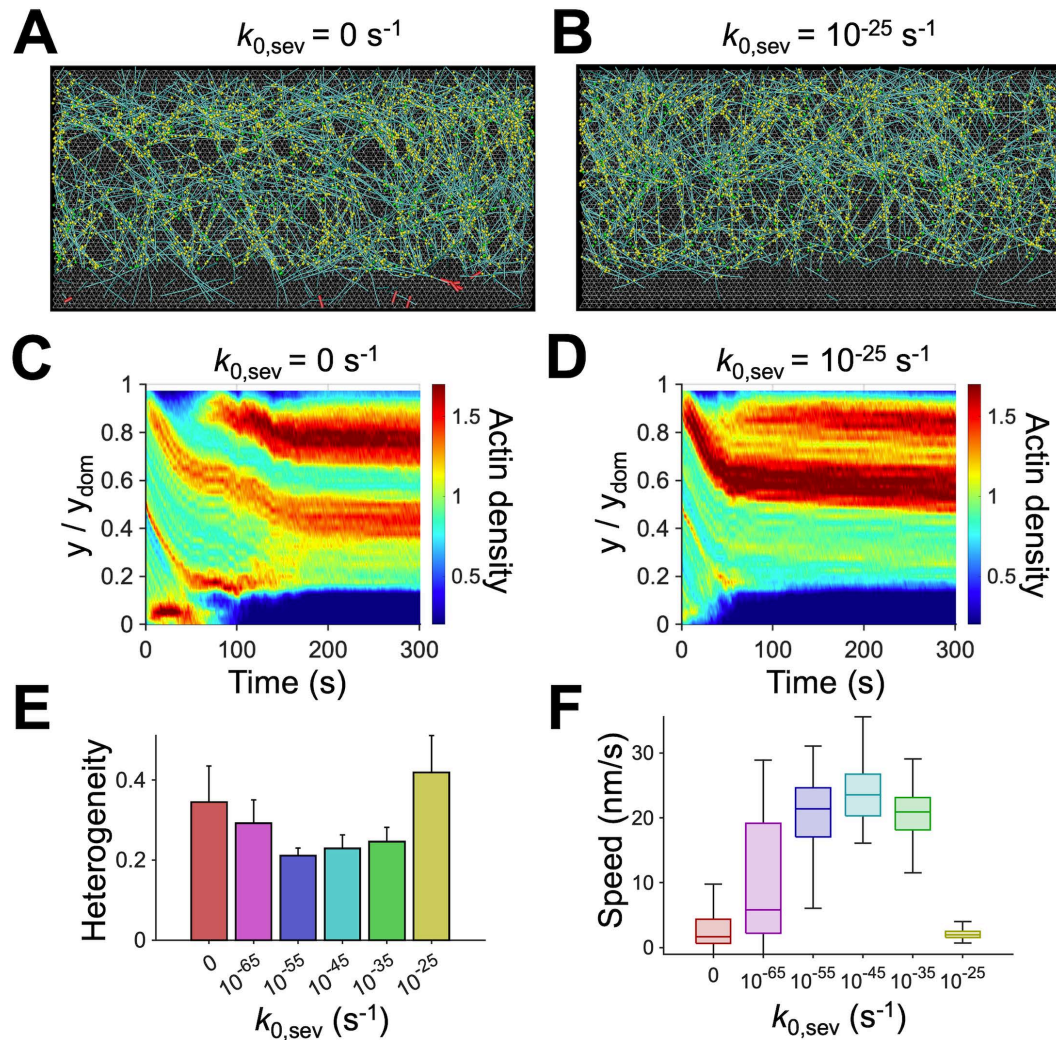 A
k0,sev = 0 s⁻¹
B
k0,sev = 10⁻²⁵ s⁻¹
C
k0,sev = 0 s⁻¹
1
0.8
0.6
0.4
0.2
0
y / ydom
0 100 200 300
Time (s)
1.5
1
0.5
Actin density
D
k0,sev = 10⁻²⁵ s⁻¹
1
0.8
0.6
0.4
0.2
0
y / ydom
0 100 200 300
Time (s)
1.5
1
0.5
Actin density
E
Heterogeneity
0.4
0.2
0
0 10⁻⁶⁵ 10⁻⁵⁵ 10⁻⁴⁵ 10⁻³⁵ 10⁻²⁵
k0,sev (s⁻¹)
F
Speed (nm/s)
30
20
10
0
0 10⁻⁶⁵ 10⁻⁵⁵ 10⁻⁴⁵ 10⁻³⁵ 10⁻²⁵
k0,sev (s⁻¹)